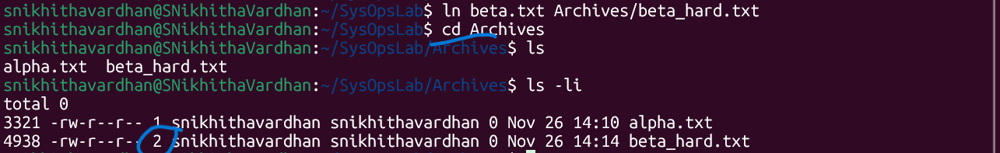 snikhithavardhan@SNikhithaVardhan:~/SysOpsLab$ ln beta.txt Archives/beta_hard.txt
snikhithavardhan@SNikhithaVardhan:~/SysOpsLab$ cd Archives
snikhithavardhan@SNikhithaVardhan:~/SysOpsLab/Archives$ ls
alpha.txt  beta_hard.txt
snikhithavardhan@SNikhithaVardhan:~/SysOpsLab/Archives$ ls -li
total 0
3321 -rw-r--r-- 1 snikhithavardhan snikhithavardhan 0 Nov 26 14:10 alpha.txt
4938 -rw-r--r-- 2 snikhithavardhan snikhithavardhan 0 Nov 26 14:14 beta_hard.txt